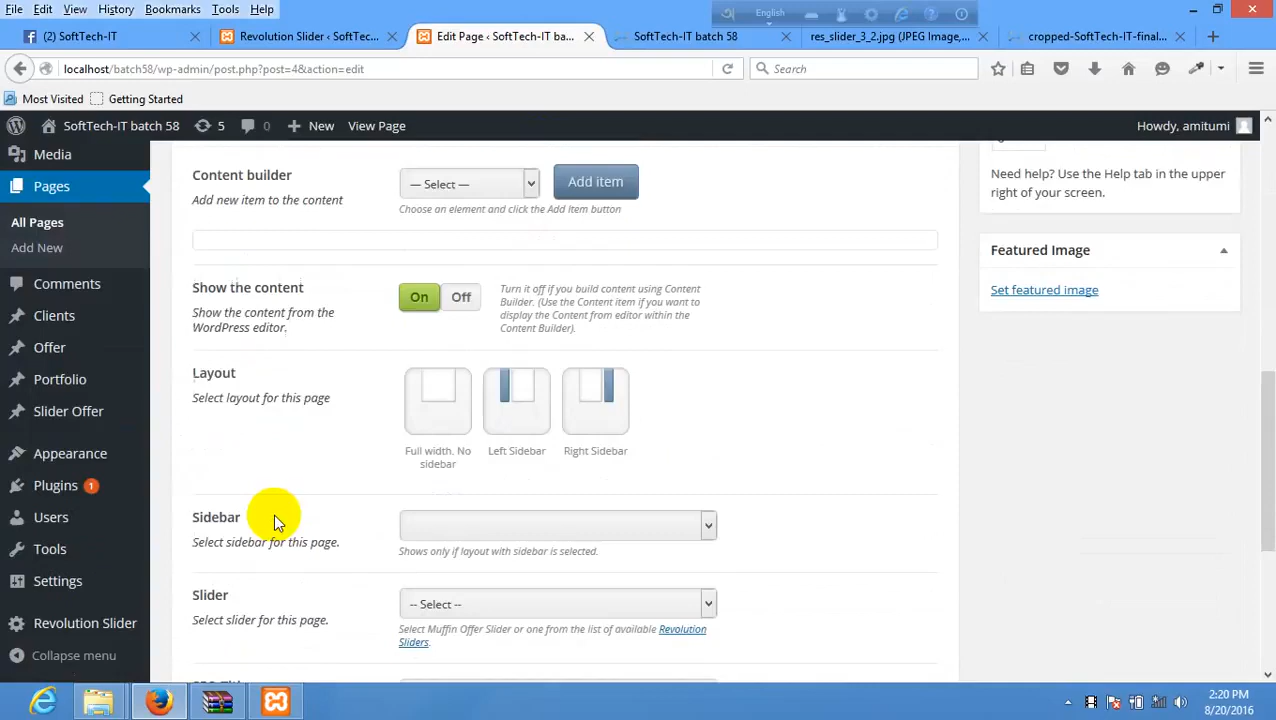 File Edit View History Bookmarks Tools Help
English
(2) SoftTech-IT
Revolution Slider ‹ SoftTec...
Edit Page ‹ SoftTech-IT ba...
SoftTech-IT batch 58
res_slider_3_2.jpg (JPEG Image,...
cropped-SoftTech-IT-final...
localhost/batch58/wp-admin/post.php?post=4&action=edit
Search
Most Visited
Getting Started
SoftTech-IT batch 58
5
0
New
View Page
Howdy, amitumi
Media
Pages
All Pages
Add New
Comments
Clients
Offer
Portfolio
Slider Offer
Appearance
Plugins 1
Users
Tools
Settings
Revolution Slider
Collapse menu
Content builder
Add new item to the content
— Select —
Add item
Choose an element and click the Add Item button
Show the content
Show the content from the
WordPress editor.
On
Off
Turn it off if you build content using Content
Builder. (Use the Content item if you want to
display the Content from editor within the
Content Builder).
Layout
Select layout for this page
Full width. No
sidebar
Left Sidebar
Right Sidebar
Sidebar
Select sidebar for this page.
Shows only if layout with sidebar is selected.
Slider
Select slider for this page.
-- Select --
Select Muffin Offer Slider or one from the list of available Revolution
Sliders.
Need help? Use the Help tab in the upper
right of your screen.
Featured Image
Set featured image
2:20 PM
8/20/2016